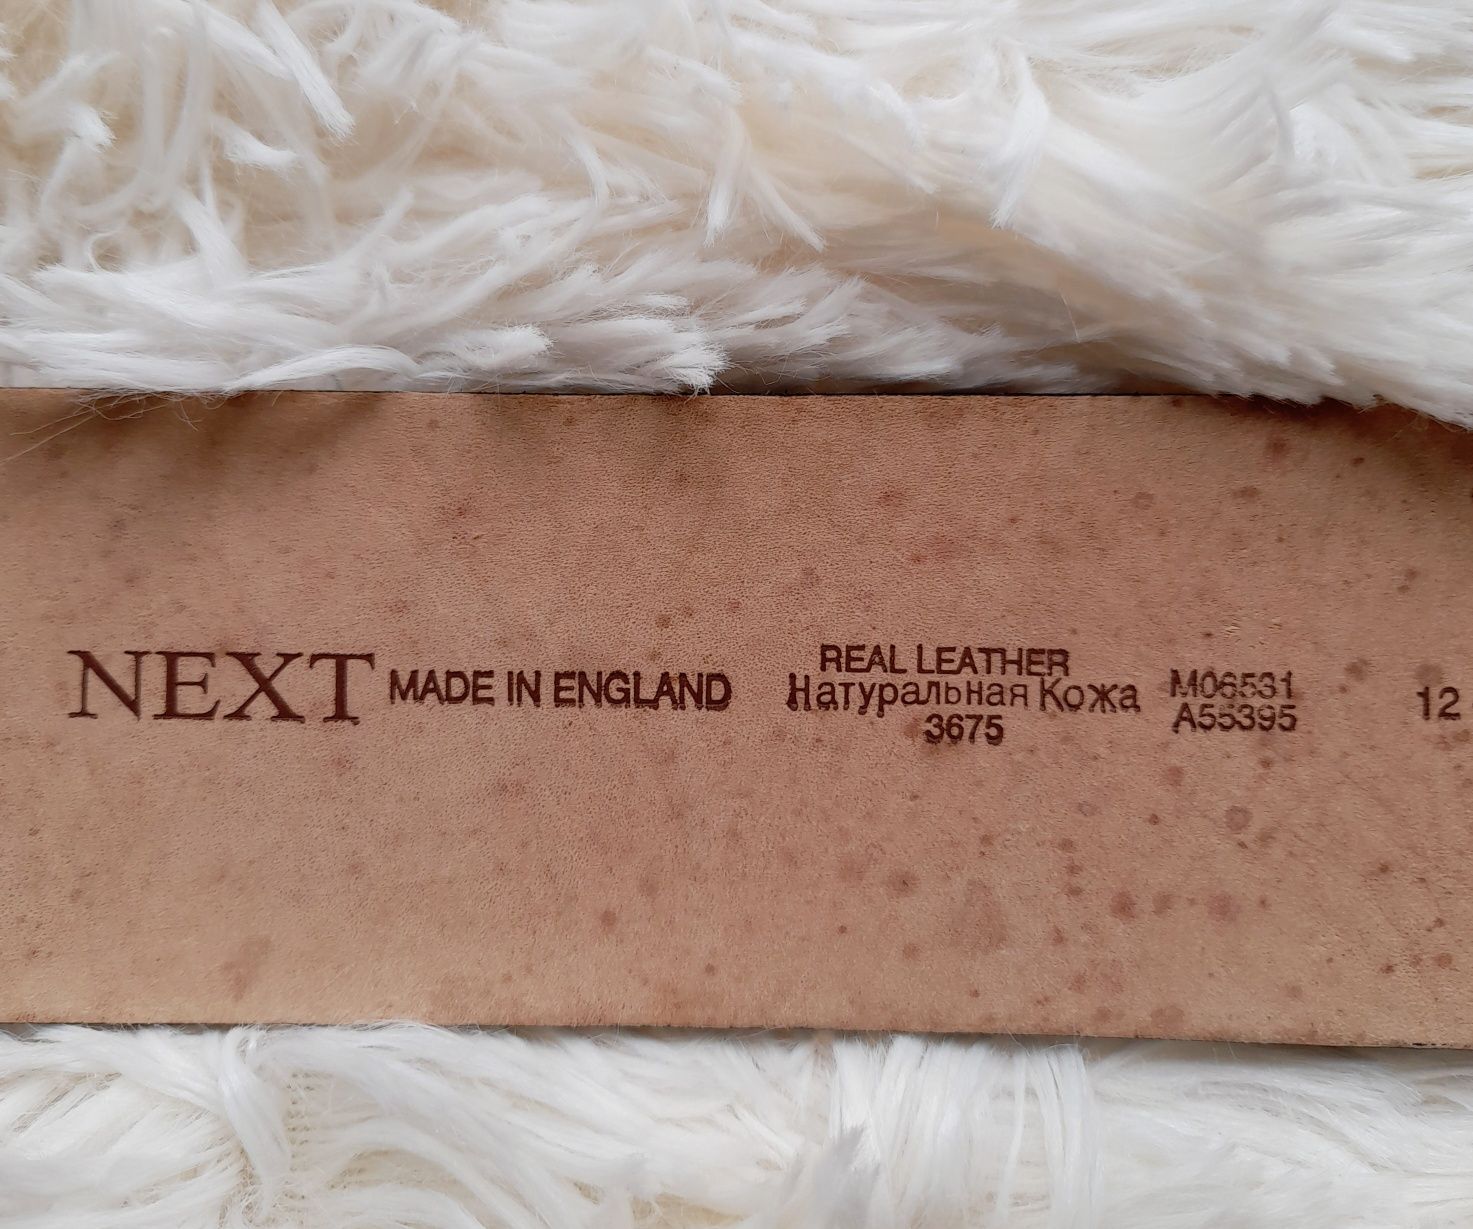 NEXT MADE IN ENGLAND
REAL LEATHER
Натуральная Кожа
3675
M06531
A55395
12